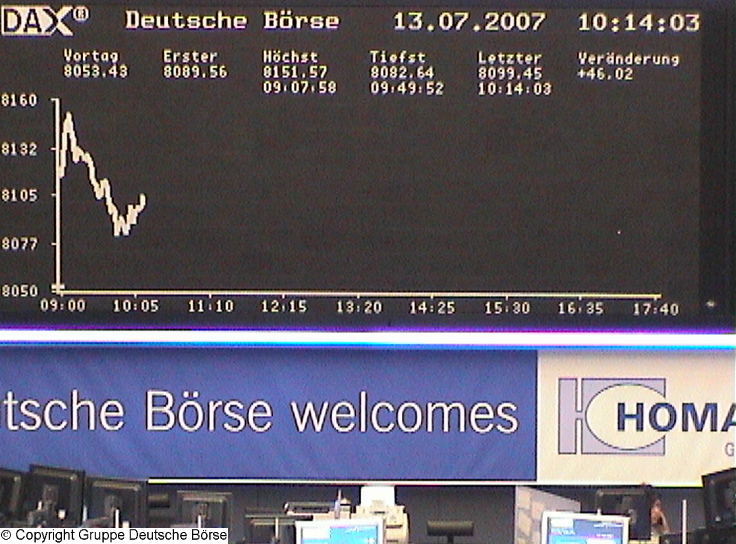 DAX® Deutsche Börse 13.07.2007 10:14:03
Vortag Erster Höchst Tiefst Letzter Veränderung
8053.43 8089.56 8151.57 8082.64 8099.45 +46.02
09:07:58 09:49:52 10:14:03
8160
8132
8105
8077
8050
09:00 10:05 11:10 12:15 13:20 14:25 15:30 16:35 17:40
utsche Börse welcomes
HOMA
G
© Copyright Gruppe Deutsche Börse